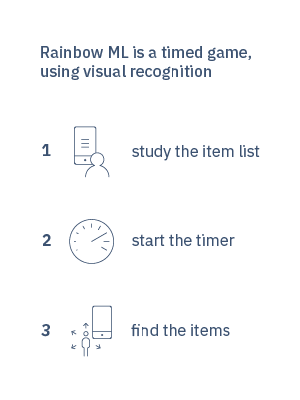 Rainbow ML is a timed game,
using visual recognition
1 study the item list
2 start the timer
3 find the items